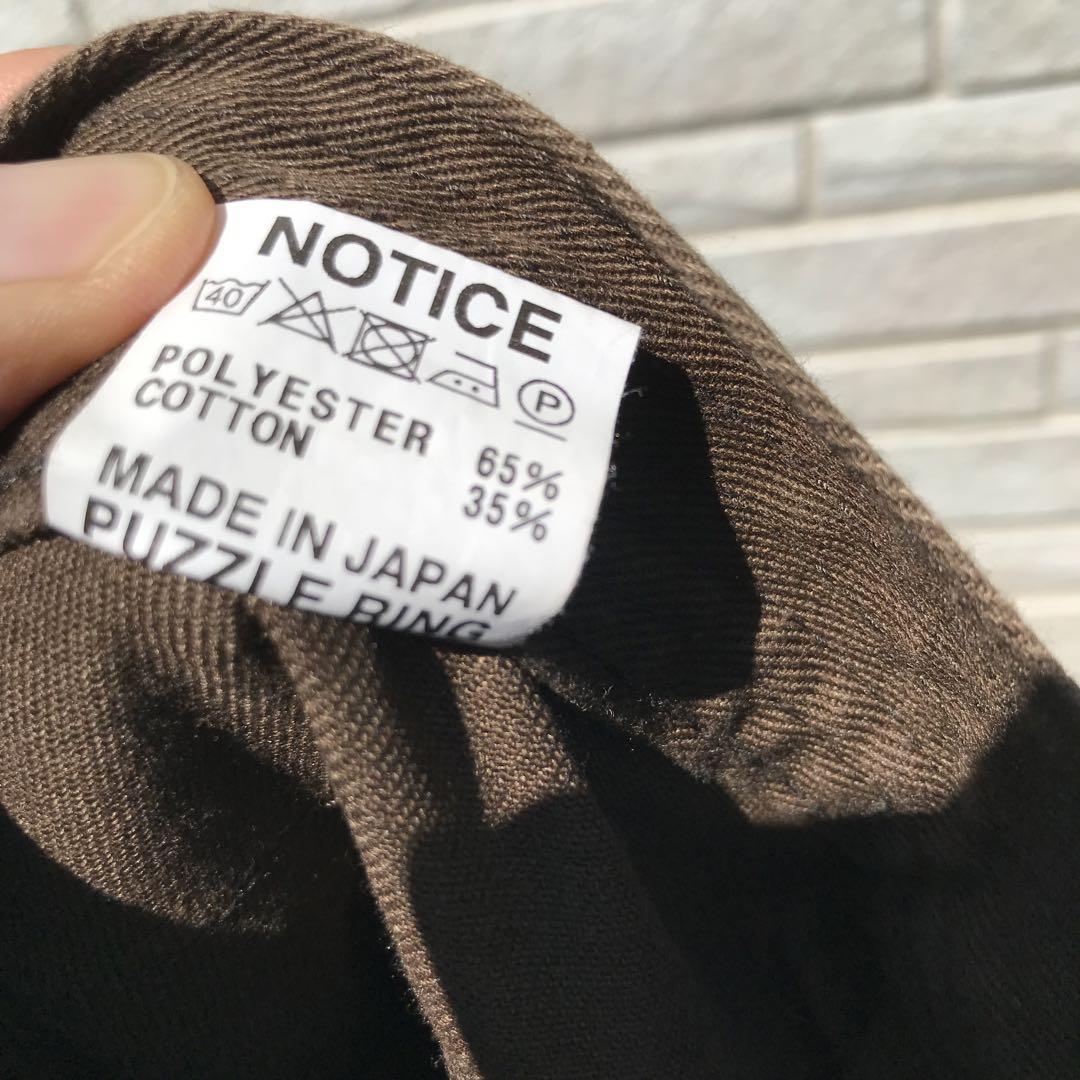 NOTICE
40 P
POLYESTER 65%
COTTON 35%
MADE IN JAPAN
PUZZLE RING